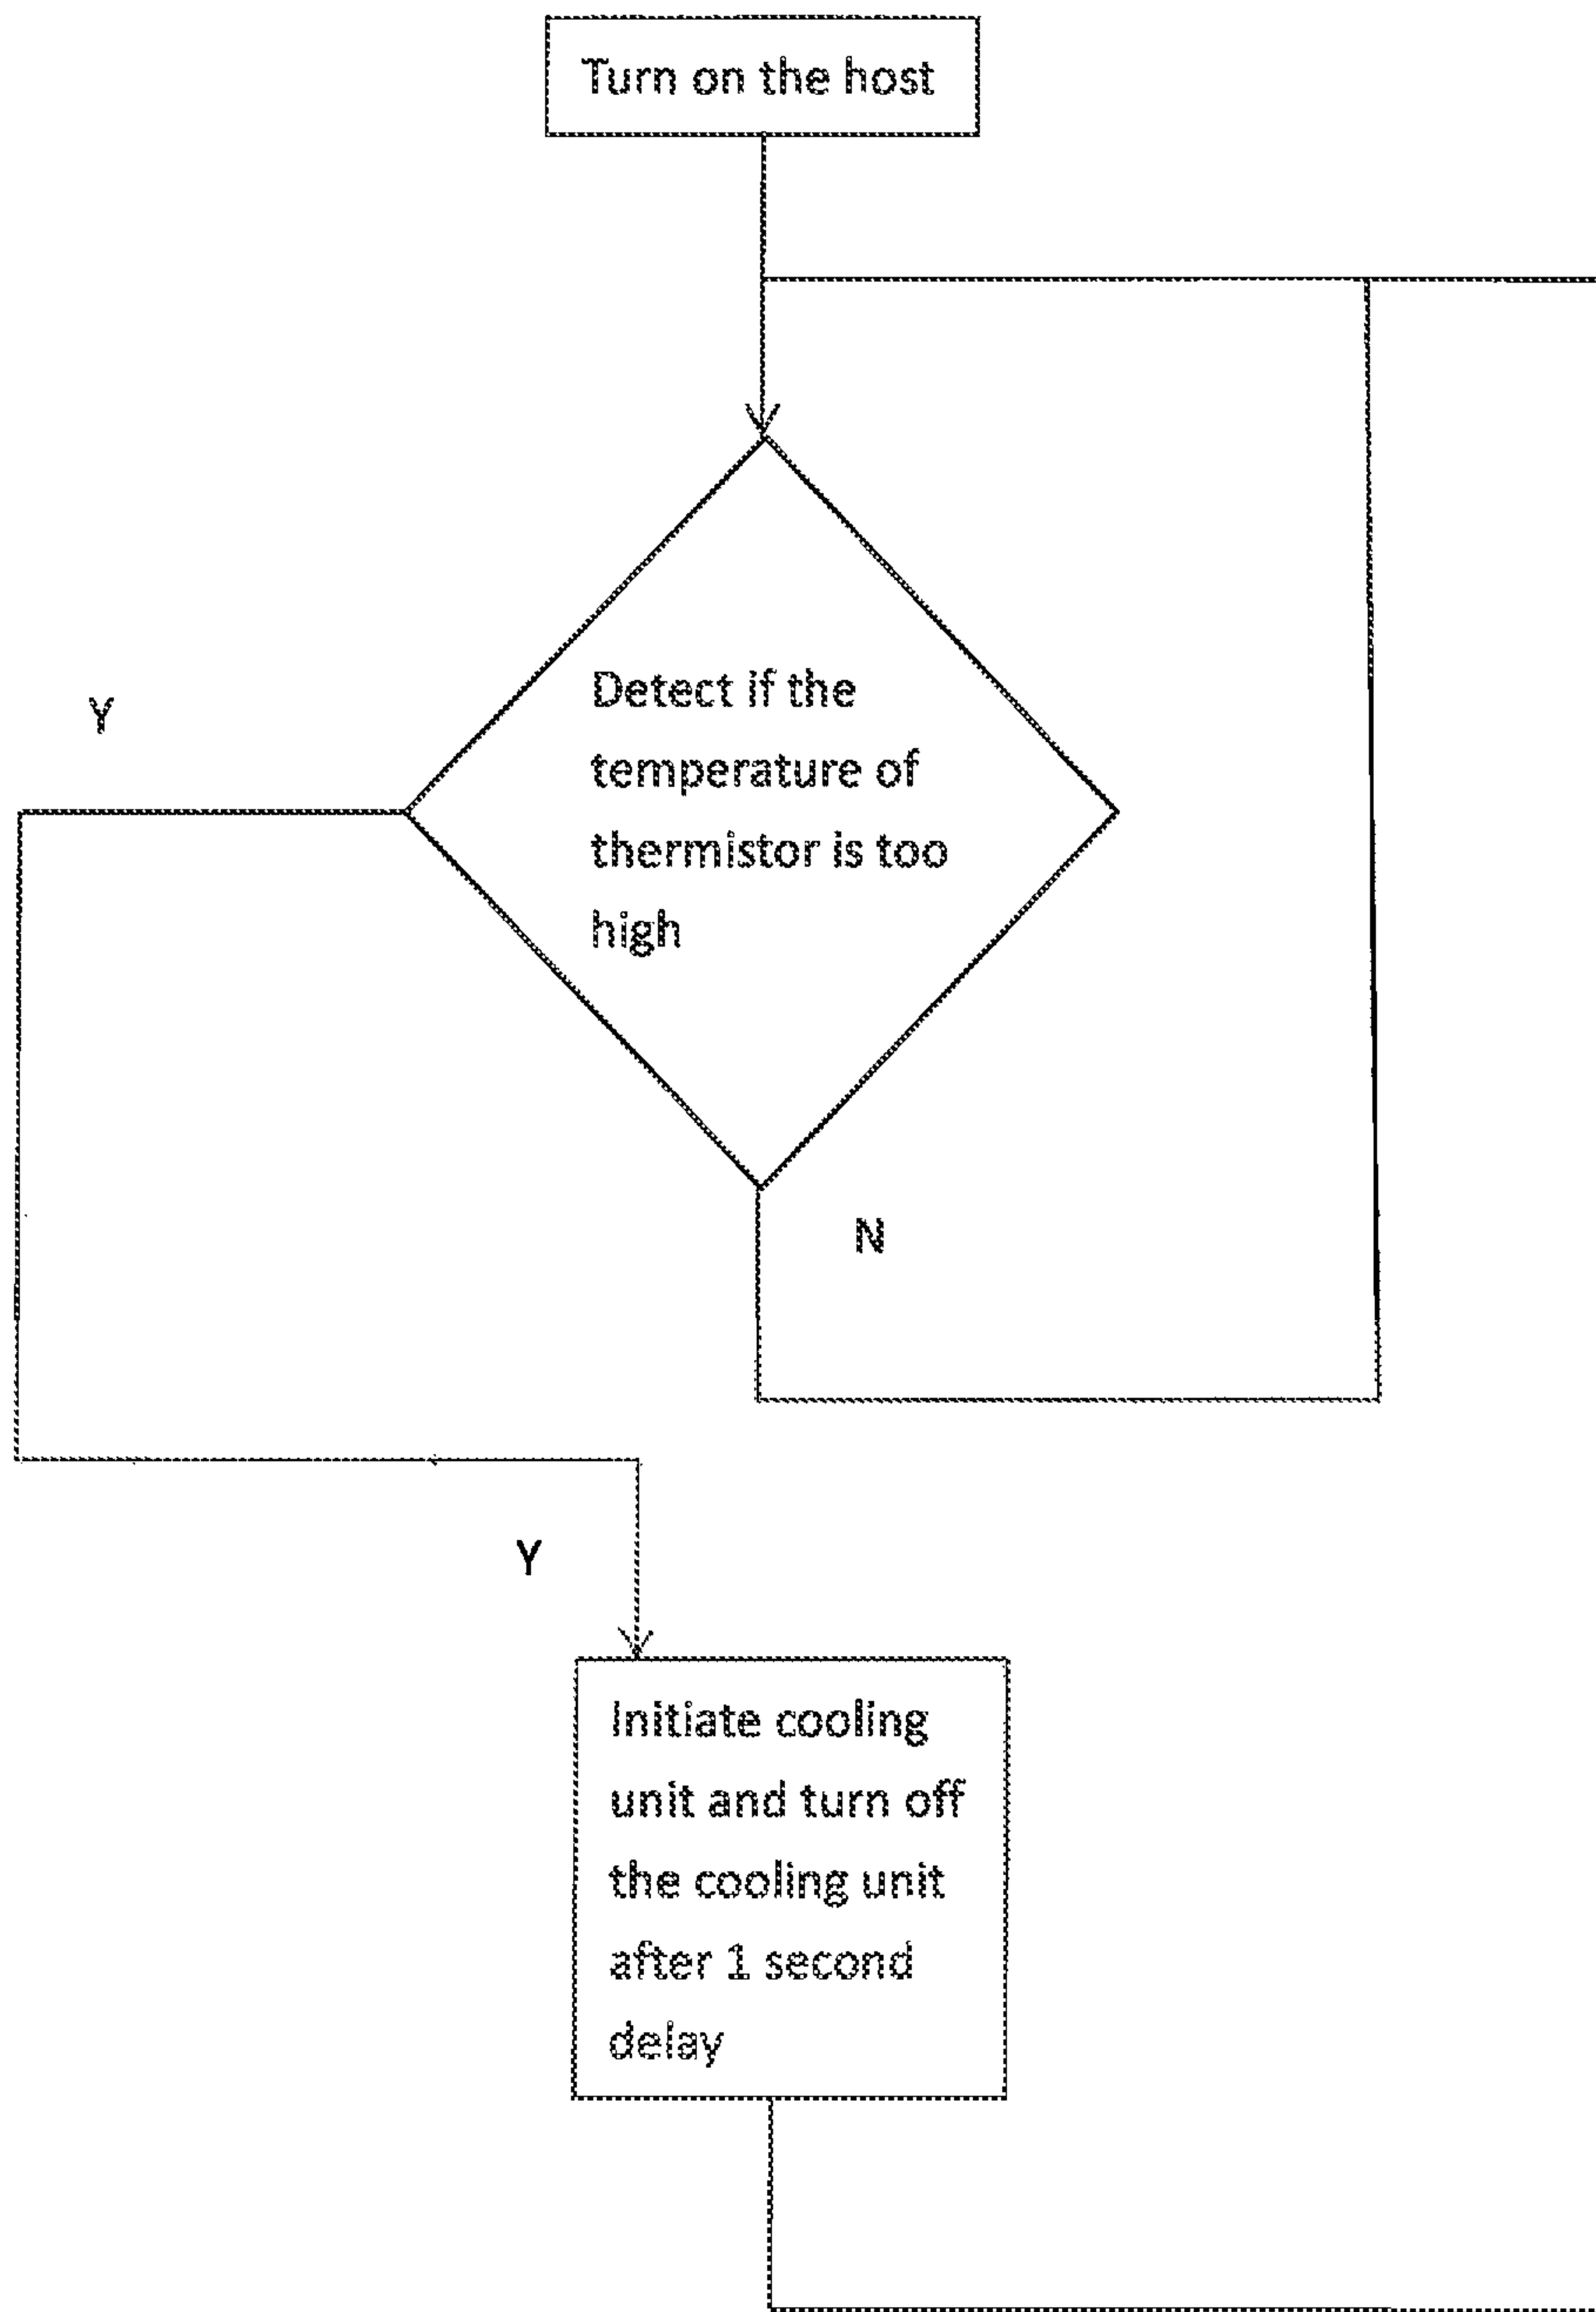 Turn on the host
Y
Detect if the
temperature of
thermistor is too
high
N
Y
Initiate cooling
unit and turn off
the cooling unit
after 1 second
delay